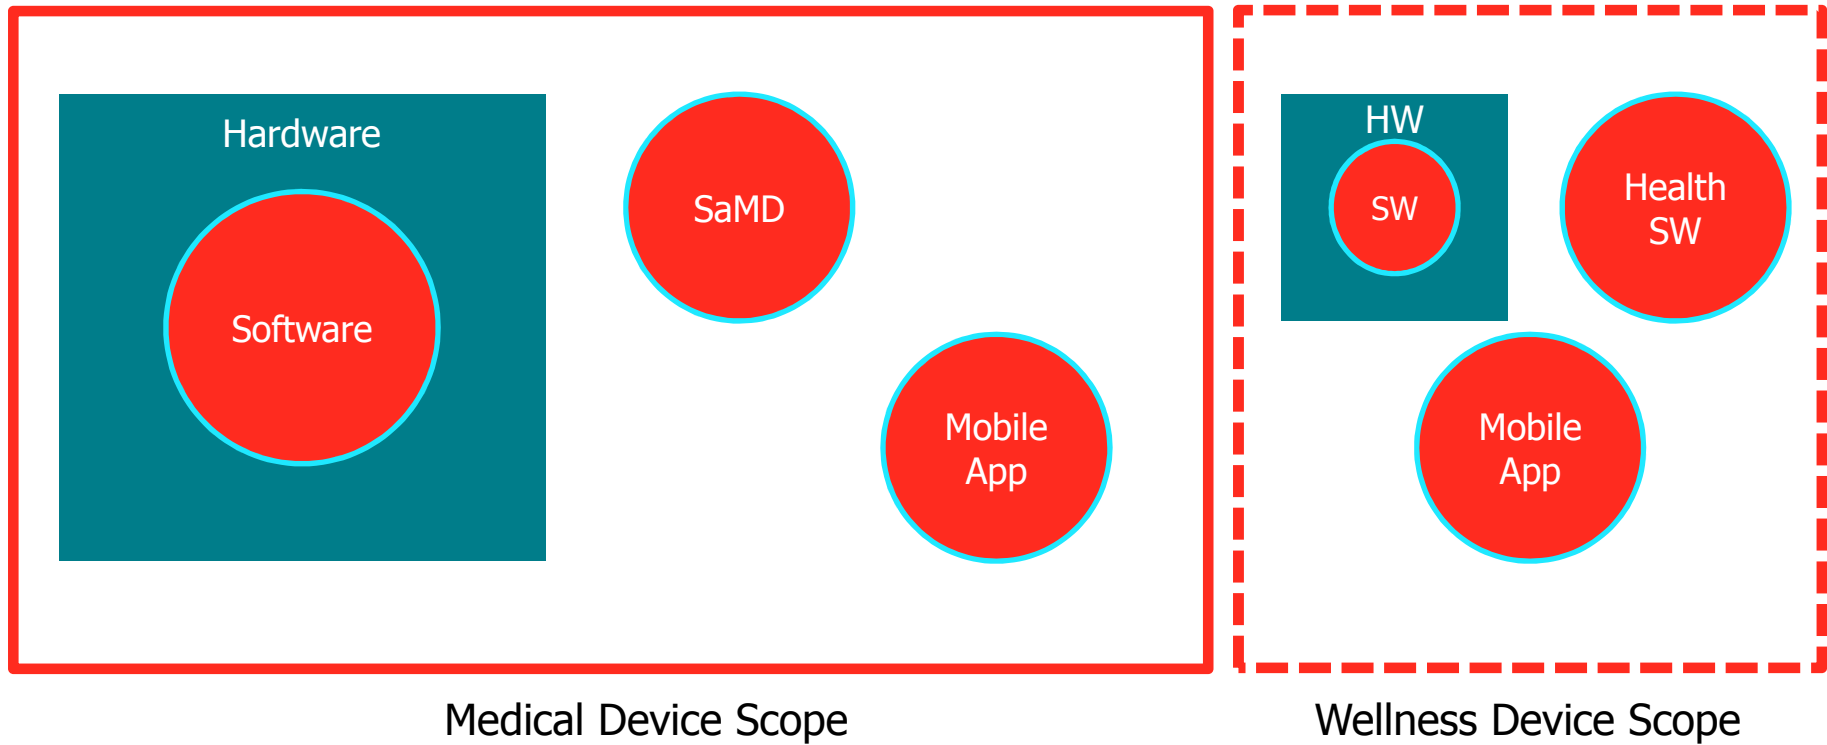 Hardware
Software
SaMD
Mobile
App
Medical Device Scope
HW
SW
Health
SW
Mobile
App
Wellness Device Scope